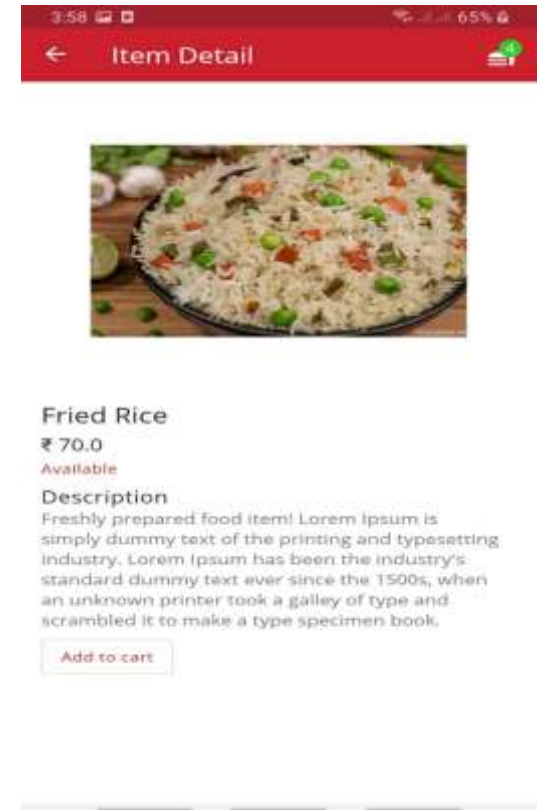 3:58 65%
Item Detail
4
Fried Rice
₹ 70.0
Available
Description
Freshly prepared food item! Lorem Ipsum is
simply dummy text of the printing and typesetting
industry. Lorem Ipsum has been the industry's
standard dummy text ever since the 1500s, when
an unknown printer took a galley of type and
scrambled it to make a type specimen book.
Add to cart